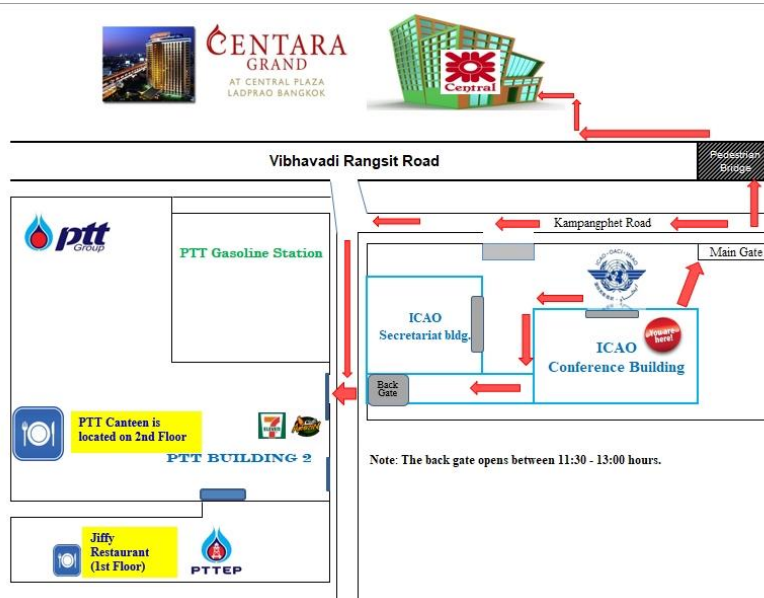 CENTARA
GRAND
AT CENTRAL PLAZA
LADPRAO BANGKOK
Central
Vibhavadi Rangsit Road
Pedestrian
Bridge
ptt
Group
PTT Gasoline Station
Kampangphet Road
Main Gate
ICAO
Secretariat bldg.
You are
here!
ICAO
Conference Building
Back
Gate
PTT Canteen is
located on 2nd Floor
7
ELEVEN
PTT BUILDING 2
Note: The back gate opens between 11:30 - 13:00 hours.
Jiffy
Restaurant
(1st Floor)
PTTEP